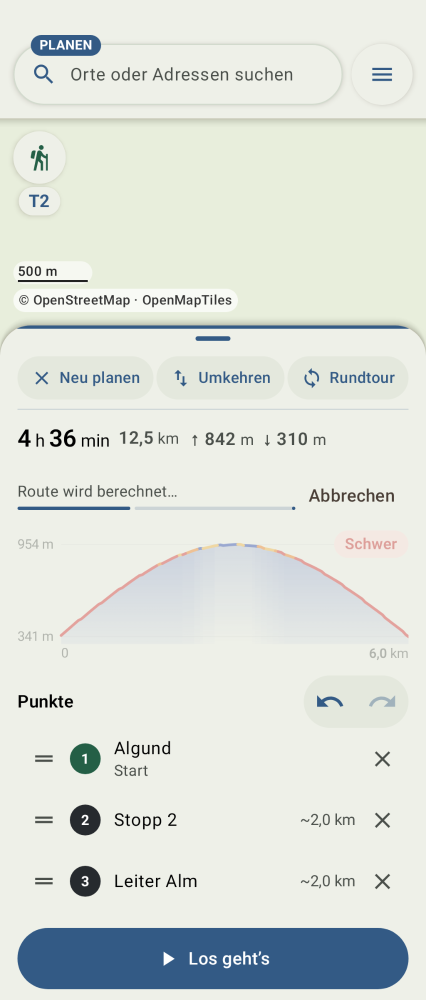 PLANEN
Orte oder Adressen suchen
T2
500 m
© OpenStreetMap · OpenMapTiles
Neu planen
Umkehren
Rundtour
4 h 36 min 12,5 km ↑ 842 m ↓ 310 m
Route wird berechnet…
Abbrechen
954 m
Schwer
341 m
0
6,0 km
Punkte
1 Algund
Start
2 Stopp 2 ~2,0 km
3 Leiter Alm ~2,0 km
Los geht’s